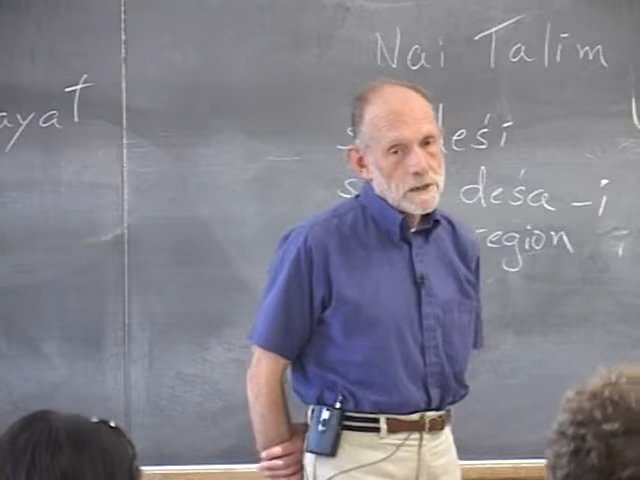 Nai Talim
ayat
s deśi
s deśa-i
region